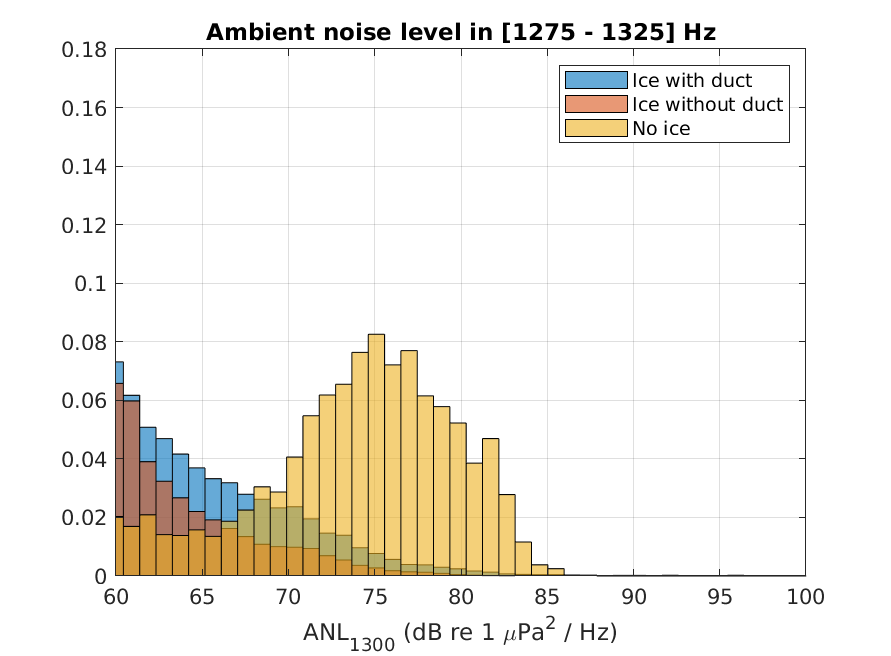 Ambient noise level in [1275 - 1325] Hz
0.18
0.16
0.14
0.12
0.1
0.08
0.06
0.04
0.02
0
Ice with duct
Ice without duct
No ice
60 65 70 75 80 85 90 95 100
ANL₁₃₀₀ (dB re 1 μPa² / Hz)